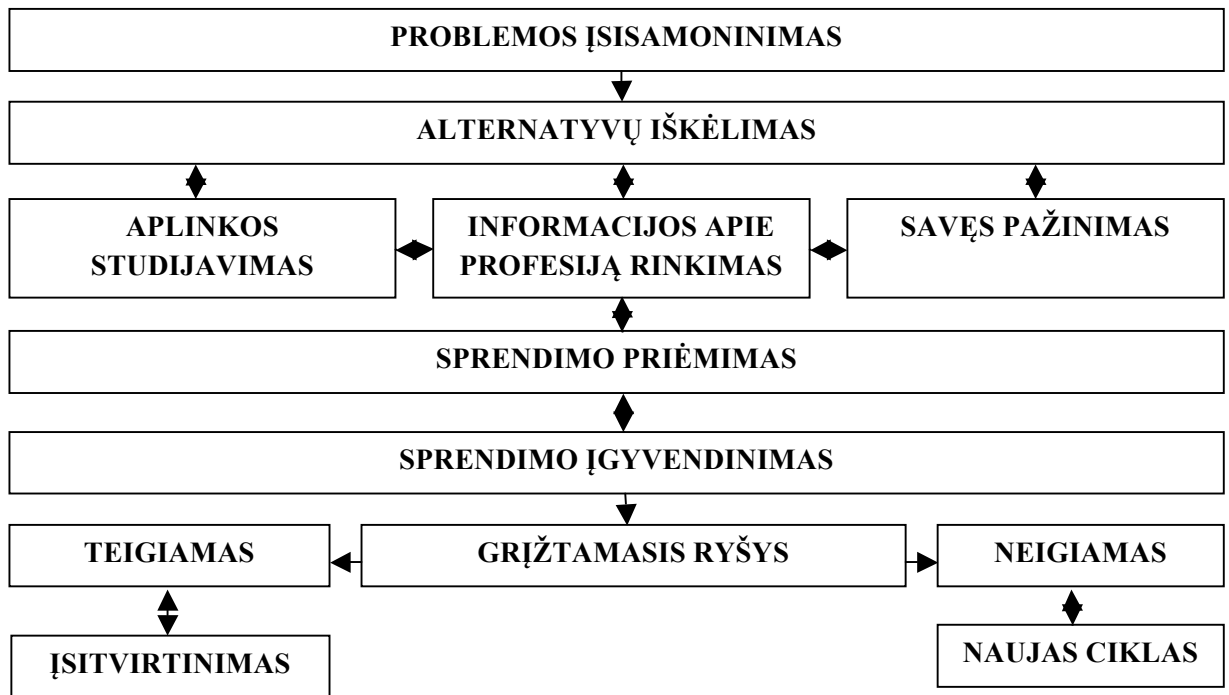 PROBLEMOS ĮSISAMONINIMAS
ALTERNATYVŲ IŠKĖLIMAS
APLINKOS
STUDIJAVIMAS
INFORMACIJOS APIE
PROFESIJĄ RINKIMAS
SAVĘS PAŽINIMAS
SPRENDIMO PRIĖMIMAS
SPRENDIMO ĮGYVENDINIMAS
TEIGIAMAS
GRĮŽTAMASIS RYŠYS
NEIGIAMAS
ĮSITVIRTINIMAS
NAUJAS CIKLAS